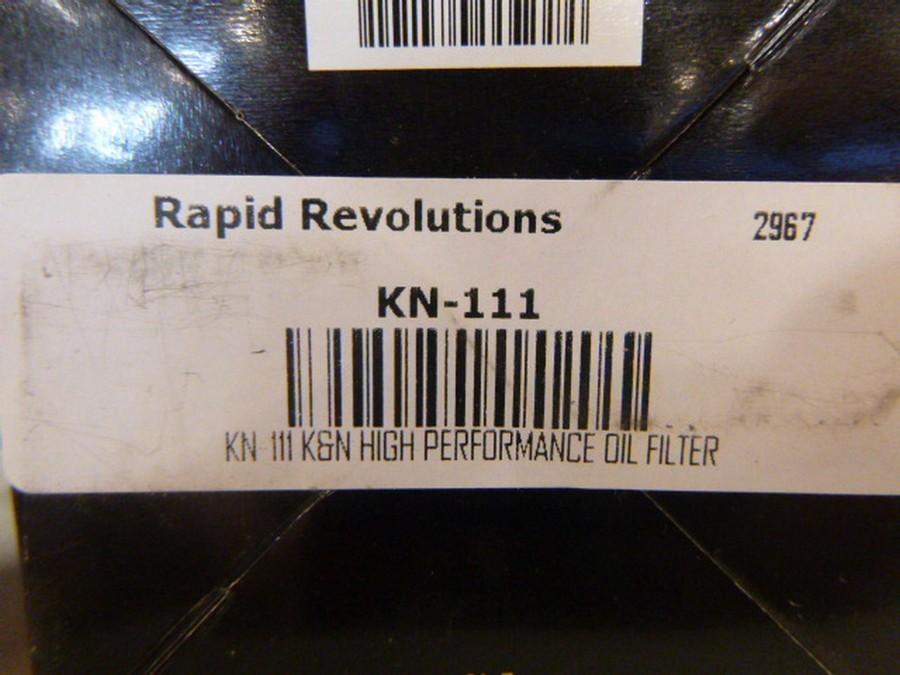 Rapid Revolutions 2967
KN-111
KN-111 K&N HIGH PERFORMANCE OIL FILTER